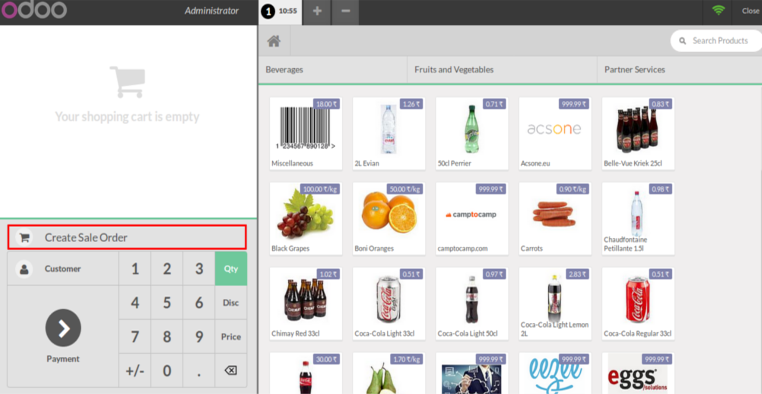 odoo
Administrator
1 10:55
Close
Search Products
Beverages
Fruits and Vegetables
Partner Services
Your shopping cart is empty
Create Sale Order
Customer
Payment
1 2 3 Qty
4 5 6 Disc
7 8 9 Price
+/- 0 .
18.00 ₹
1 234567 890128 >
Miscellaneous
1.26 ₹
2L Evian
0.71 ₹
50cl Perrier
999.99 ₹
acsone
Acsone.eu
0.83 ₹
Belle-Vue Kriek 25cl
100.00 ₹/kg
Black Grapes
50.00 ₹/kg
Boni Oranges
999.99 ₹
camptocamp
camptocamp.com
0.90 ₹/kg
Carrots
0.98 ₹
Chaudfontaine
Petillante 1.5l
1.02 ₹
Chimay Red 33cl
0.51 ₹
Coca-Cola Light 33cl
0.97 ₹
Coca-Cola Light 50cl
2.83 ₹
Coca-Cola Light Lemon
2L
0.51 ₹
Coca-Cola Regular 33cl
30.00 ₹
1.70 ₹/kg
999.99 ₹
999.99 ₹
eezee
999.99 ₹
eggs
solutions